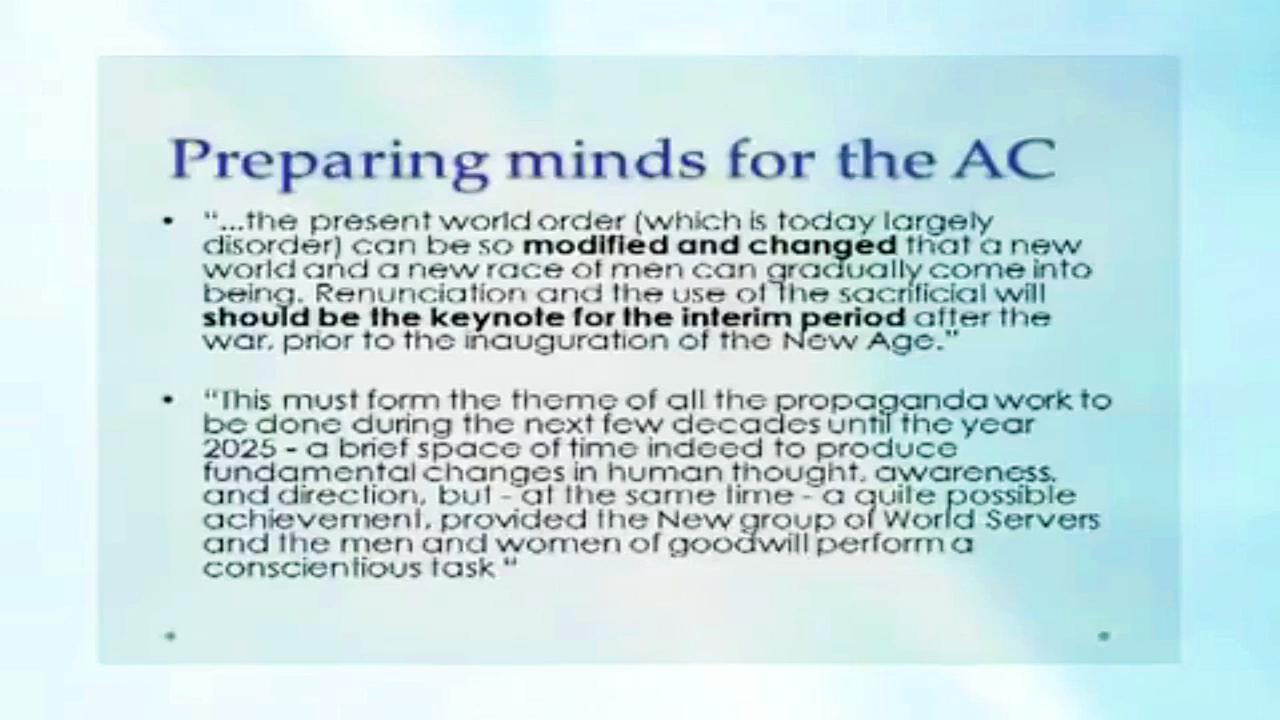 Preparing minds for the AC
• “...the present world order (which is today largely
disorder) can be so modified and changed that a new
world and a new race of men can gradually come into
being. Renunciation and the use of the sacrificial will
should be the keynote for the interim period after the
war, prior to the inauguration of the New Age.”
• “This must form the theme of all the propaganda work to
be done during the next few decades until the year
2025 - a brief space of time indeed to produce
fundamental changes in human thought, awareness,
and direction, but - at the same time - a quite possible
achievement, provided the New group of World Servers
and the men and women of goodwill perform a
conscientious task “